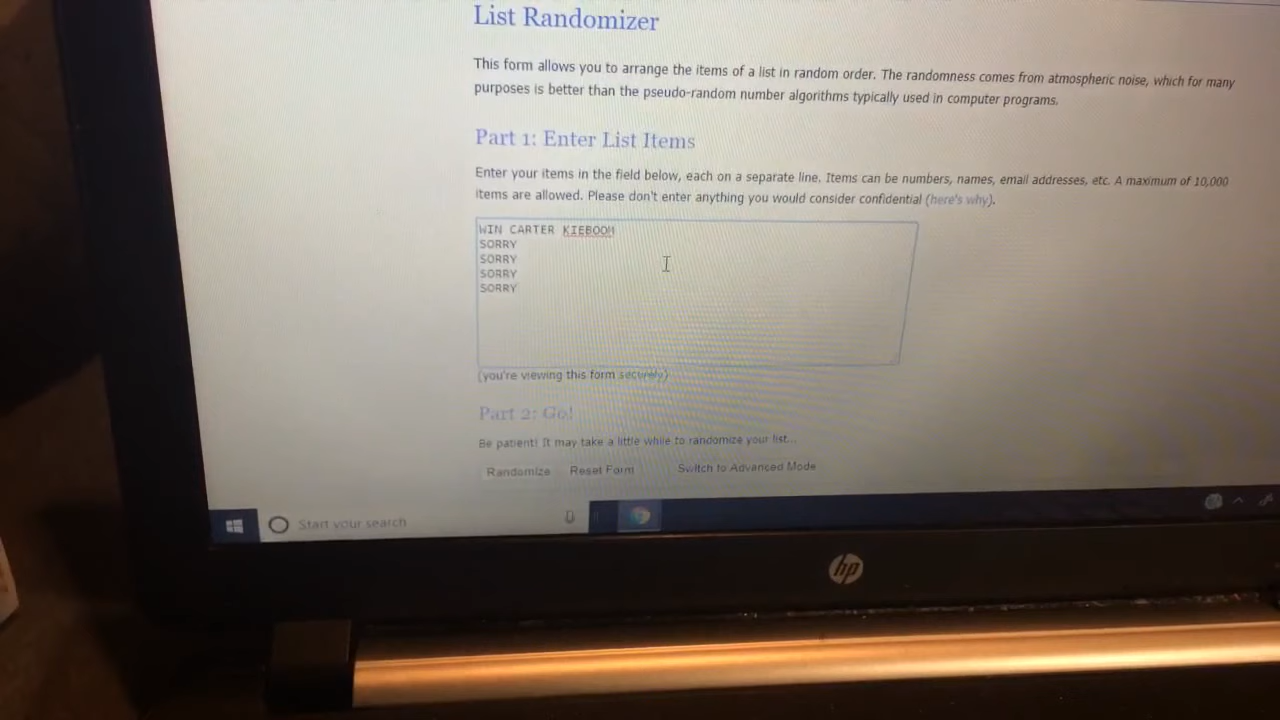 List Randomizer
This form allows you to arrange the items of a list in random order. The randomness comes from atmospheric noise, which for many
purposes is better than the pseudo-random number algorithms typically used in computer programs.
Part 1: Enter List Items
Enter your items in the field below, each on a separate line. Items can be numbers, names, email addresses, etc. A maximum of 10,000
items are allowed. Please don't enter anything you would consider confidential (here's why).
WIN CARTER KIEBOOM
SORRY
SORRY
SORRY
SORRY
(you're viewing this form securely)
Part 2: Go!
Be patient! It may take a little while to randomize your list...
Randomize Reset Form Switch to Advanced Mode
Start your search
hp